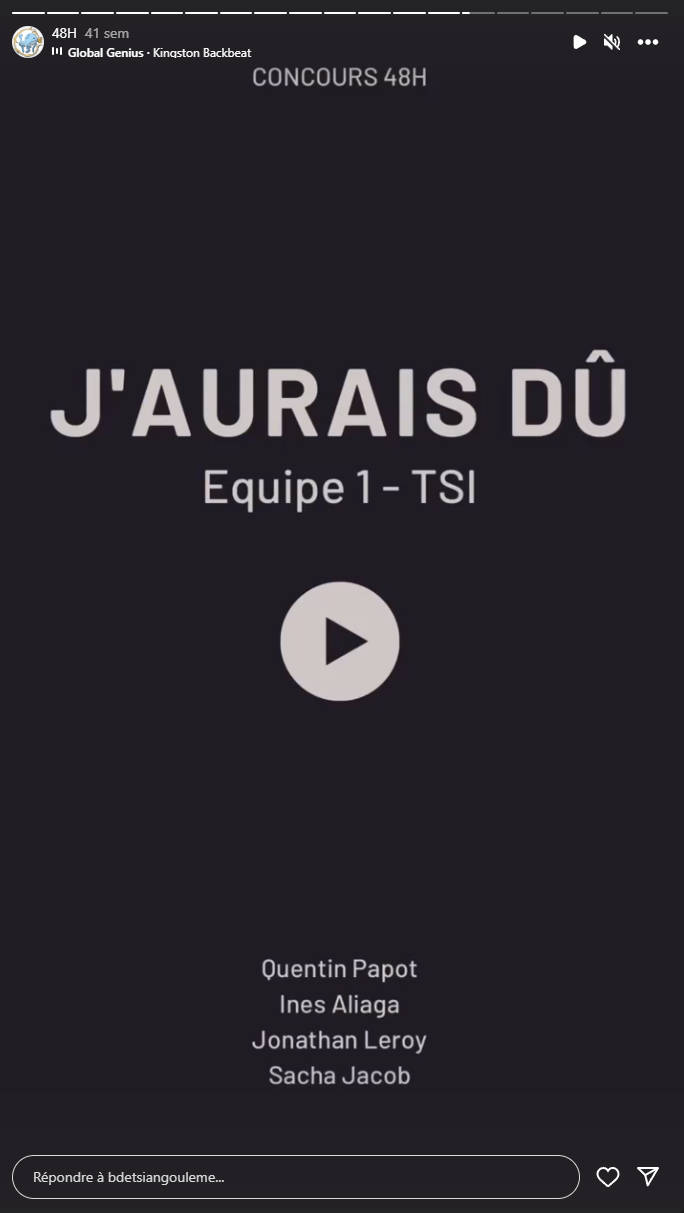 48H 41 sem
Global Genius · Kingston Backbeat
CONCOURS 48H
J'AURAIS DÛ
Equipe 1 - TSI
Quentin Papot
Ines Aliaga
Jonathan Leroy
Sacha Jacob
Répondre à bdetsiangouleme...